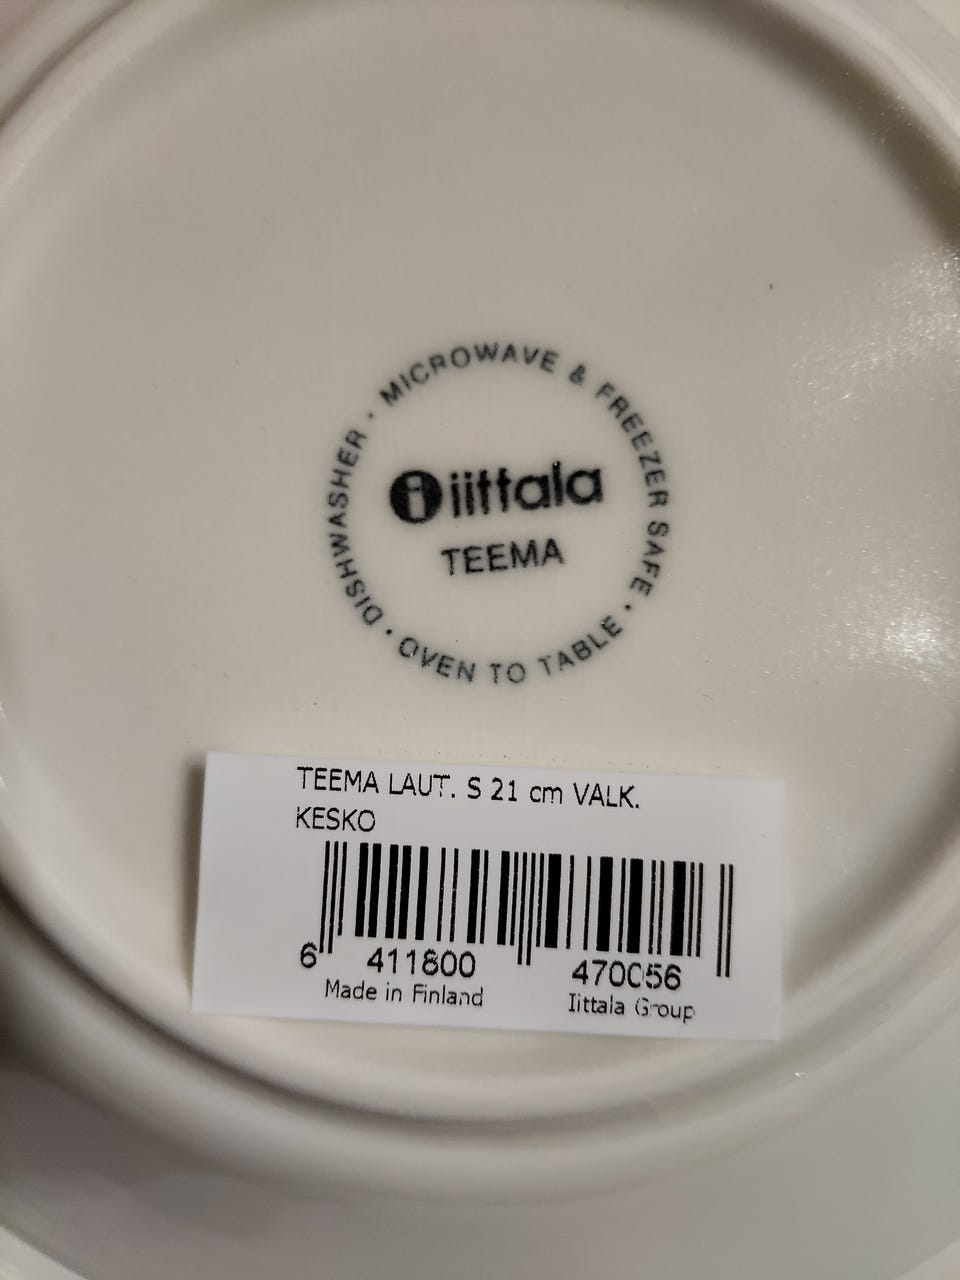 DISHWASHER · MICROWAVE & FREEZER SAFE · OVEN TO TABLE ·
i iittala
TEEMA
TEEMA LAUT. S 21 cm VALK.
KESKO
6 411800 470056
Made in Finland Iittala Group